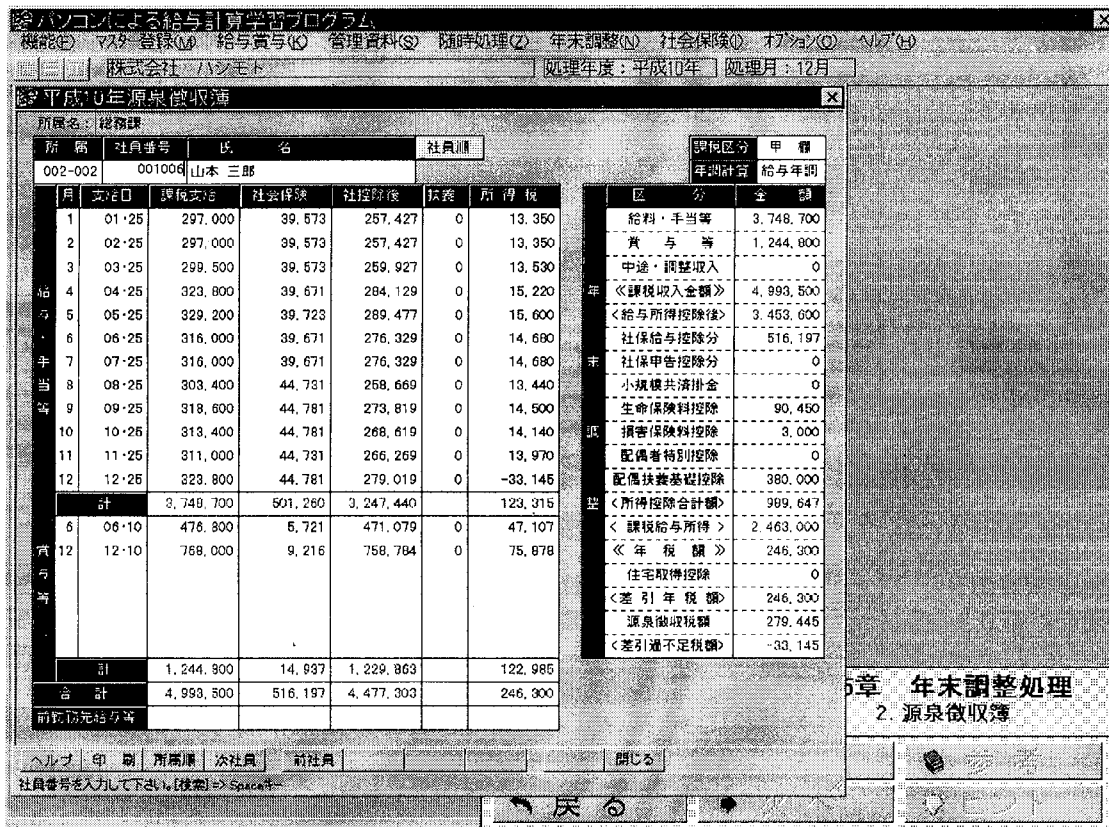 パソコンによる給与計算学習プログラム
機能(F) マスター登録(M) 給与賞与(K) 管理資料(S) 随時処理(Z) 年末調整(N) 社会保険(I) オプション(O) ヘルプ(H)
株式会社 ハシモト 処理年度：平成10年 処理月：12月
平成10年源泉徴収簿
所属名： 総務課
所 属 社員番号 氏 名 社員順 課税区分 甲 欄
002-002 001006 山本 三郎 年調計算 給与年調
月 支給日 課税支給 社会保険 社控除後 扶養 所 得 税 区 分 金 額
1 01・25 297,000 39,573 257,427 0 13,350 給料・手当等 3,748,700
2 02・25 297,000 39,573 257,427 0 13,350 賞 与 等 1,244,800
3 03・25 299,500 39,573 259,927 0 13,530 中途・調整収入 0
給 4 04・25 323,800 39,671 284,129 0 15,220 年 《課税収入金額》 4,993,500
与 5 05・25 329,200 39,723 289,477 0 15,600 <給与所得控除後> 3,453,600
・ 6 06・25 316,000 39,671 276,329 0 14,680 社保給与控除分 516,197
手 7 07・25 316,000 39,671 276,329 0 14,680 末 社保申告控除分 0
当 8 08・25 303,400 44,731 258,669 0 13,440 小規模共済掛金 0
等 9 09・25 318,600 44,781 273,819 0 14,500 生命保険料控除 90,450
10 10・26 313,400 44,781 268,619 0 14,140 調 損害保険料控除 3,000
11 11・25 311,000 44,731 266,269 0 13,970 配偶者特別控除 0
12 12・25 323,800 44,781 279,019 0 -33,145 配偶扶養基礎控除 380,000
計 3,748,700 501,260 3,247,440 123,315 整 <所得控除合計額> 989,647
6 06・10 476,800 5,721 471,079 0 47,107 < 課税給与所得 > 2,463,000
賞 12 12・10 768,000 9,216 758,784 0 75,878 《 年 税 額 》 246,300
与 住宅取得控除 0
等 <差 引 年 税 額> 246,300
源泉徴収税額 279,445
<差引過不足税額> -33,145
計 1,244,800 14,937 1,229,863 122,985
合 計 4,993,500 516,197 4,477,303 246,300
前勤務先給与等
章 年末調整処理
2. 源泉徴収簿
ヘルプ 印 刷 所属順 次社員 前社員 閉じる
社員番号を入力して下さい。[検索]=>Spaceキー
戻 る
ヒント